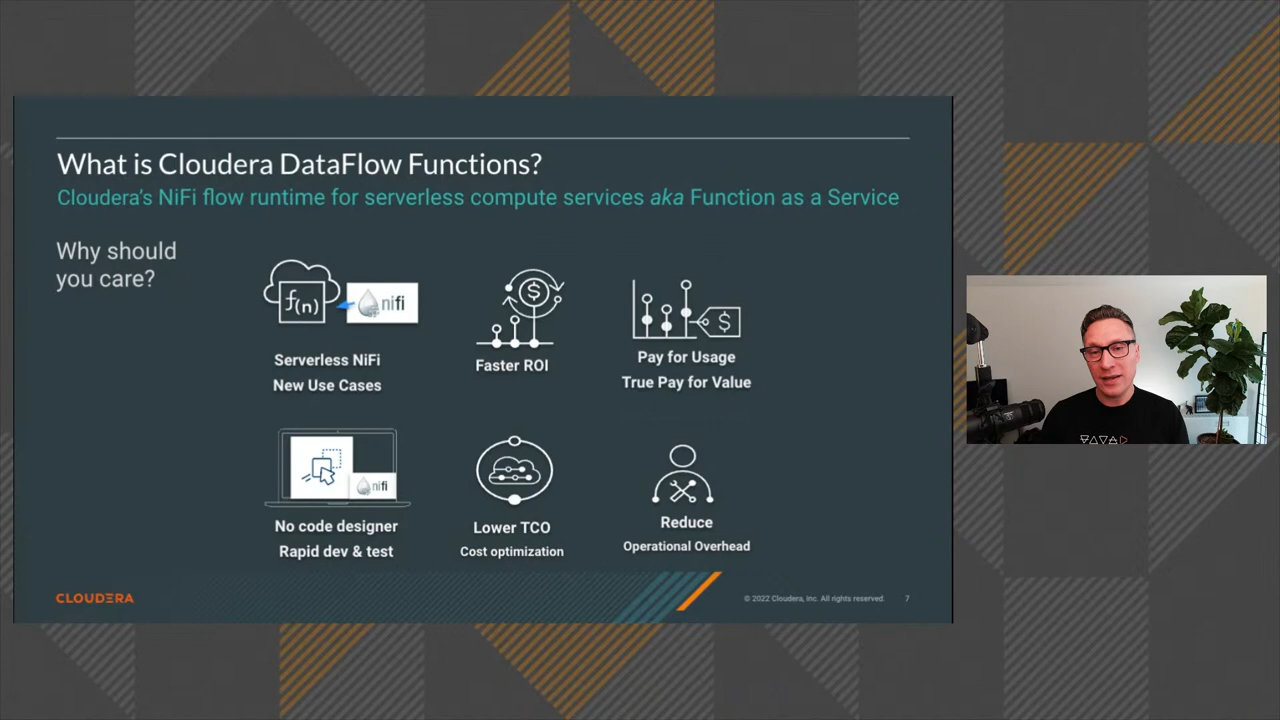 What is Cloudera DataFlow Functions?
Cloudera's NiFi flow runtime for serverless compute services aka Function as a Service
Why should
you care?
f(n)
nifi
Serverless NiFi
New Use Cases
$
Faster ROI
$
Pay for Usage
True Pay for Value
nifi
No code designer
Rapid dev & test
Lower TCO
Cost optimization
Reduce
Operational Overhead
CLOUDERA
© 2022 Cloudera, Inc. All rights reserved.
7